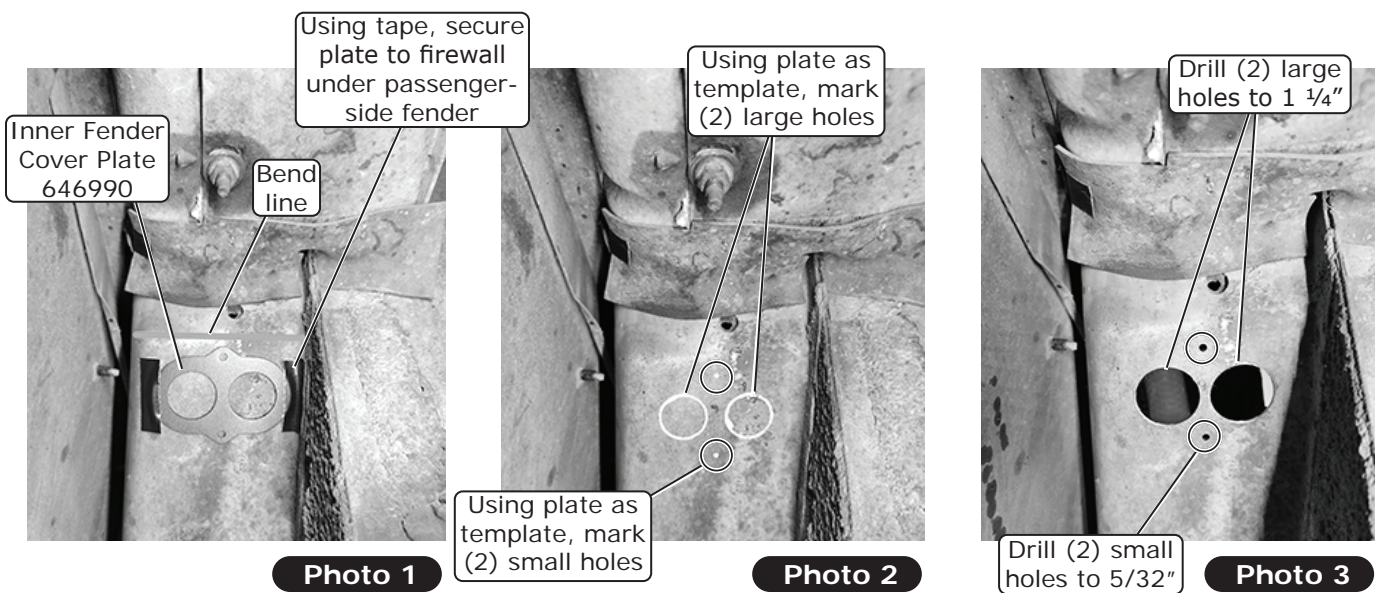 Using tape, secure
plate to firewall
under passenger-
side fender
Inner Fender
Cover Plate
646990
Bend
line
Photo 1
Using plate as
template, mark
(2) large holes
Using plate as
template, mark
(2) small holes
Photo 2
Drill (2) large
holes to 1 ¼”
Drill (2) small
holes to 5/32”
Photo 3